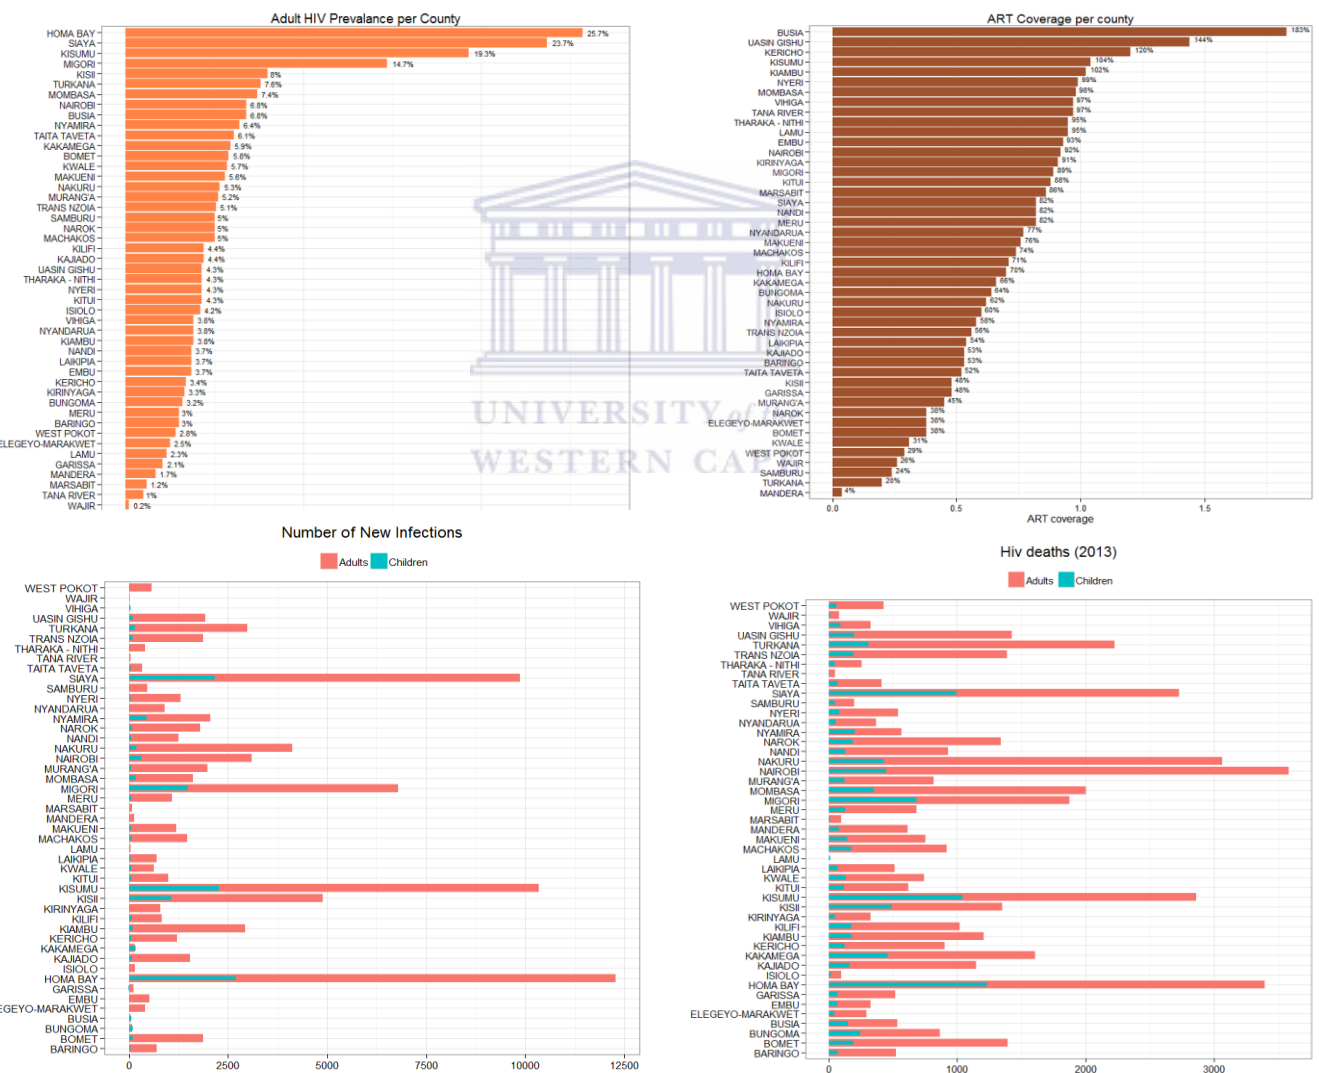 Adult HIV Prevalance per County
HOMA BAY 25.7%
SIAYA 23.7%
KISUMU 19.3%
MIGORI 14.7%
KISII 8%
TURKANA 7.6%
MOMBASA 7.4%
NAIROBI 6.8%
BUSIA 6.8%
NYAMIRA 6.4%
TAITA TAVETA 6.1%
KAKAMEGA 5.9%
BOMET 5.8%
KWALE 5.7%
MAKUENI 5.6%
NAKURU 5.3%
MURANG'A 5.2%
TRANS NZOIA 5.1%
SAMBURU 5%
NAROK 5%
MACHAKOS 5%
KILIFI 4.4%
KAJIADO 4.4%
UASIN GISHU 4.3%
THARAKA - NITHI 4.3%
NYERI 4.3%
KITUI 4.3%
ISIOLO 4.2%
VIHIGA 3.8%
NYANDARUA 3.8%
KIAMBU 3.8%
NANDI 3.7%
LAIKIPIA 3.7%
EMBU 3.7%
KERICHO 3.4%
KIRINYAGA 3.3%
BUNGOMA 3.2%
MERU 3%
BARINGO 3%
WEST POKOT 2.8%
ELEGEYO-MARAKWET 2.5%
LAMU 2.3%
GARISSA 2.1%
MANDERA 1.7%
MARSABIT 1.2%
TANA RIVER 1%
WAJIR 0.2%
ART Coverage per county
BUSIA 183%
UASIN GISHU 144%
KERICHO 120%
KISUMU 104%
KIAMBU 102%
NYERI 99%
MOMBASA 98%
VIHIGA 97%
TANA RIVER 97%
THARAKA - NITHI 95%
LAMU 95%
EMBU 93%
NAIROBI 92%
KIRINYAGA 91%
MIGORI 89%
KITUI 88%
MARSABIT 86%
SIAYA 82%
NANDI 82%
MERU 82%
NYANDARUA 77%
MAKUENI 76%
MACHAKOS 74%
KILIFI 71%
HOMA BAY 70%
KAKAMEGA 66%
BUNGOMA 64%
NAKURU 62%
ISIOLO 60%
NYAMIRA 58%
TRANS NZOIA 56%
LAIKIPIA 54%
KAJIADO 53%
BARINGO 53%
TAITA TAVETA 52%
KISII 48%
GARISSA 48%
MURANG'A 45%
NAROK 38%
ELEGEYO-MARAKWET 38%
BOMET 38%
KWALE 31%
WEST POKOT 29%
WAJIR 26%
SAMBURU 24%
TURKANA 20%
MANDERA 4%
0.0 0.5 1.0 1.5
ART coverage
UNIVERSITY of
WESTERN CAP
Number of New Infections
Adults Children
WEST POKOT
WAJIR
VIHIGA
UASIN GISHU
TURKANA
TRANS NZOIA
THARAKA - NITHI
TANA RIVER
TAITA TAVETA
SIAYA
SAMBURU
NYERI
NYANDARUA
NYAMIRA
NAROK
NANDI
NAKURU
NAIROBI
MURANG'A
MOMBASA
MIGORI
MERU
MARSABIT
MANDERA
MAKUENI
MACHAKOS
LAMU
LAIKIPIA
KWALE
KITUI
KISUMU
KISII
KIRINYAGA
KILIFI
KIAMBU
KERICHO
KAKAMEGA
KAJIADO
ISIOLO
HOMA BAY
GARISSA
EMBU
EGEYO-MARAKWET
BUSIA
BUNGOMA
BOMET
BARINGO
0 2500 5000 7500 10000 12500
Hiv deaths (2013)
Adults Children
WEST POKOT
WAJIR
VIHIGA
UASIN GISHU
TURKANA
TRANS NZOIA
THARAKA - NITHI
TANA RIVER
TAITA TAVETA
SIAYA
SAMBURU
NYERI
NYANDARUA
NYAMIRA
NAROK
NANDI
NAKURU
NAIROBI
MURANG'A
MOMBASA
MIGORI
MERU
MARSABIT
MANDERA
MAKUENI
MACHAKOS
LAMU
LAIKIPIA
KWALE
KITUI
KISUMU
KISII
KIRINYAGA
KILIFI
KIAMBU
KERICHO
KAKAMEGA
KAJIADO
ISIOLO
HOMA BAY
GARISSA
EMBU
ELEGEYO-MARAKWET
BUSIA
BUNGOMA
BOMET
BARINGO
0 1000 2000 3000